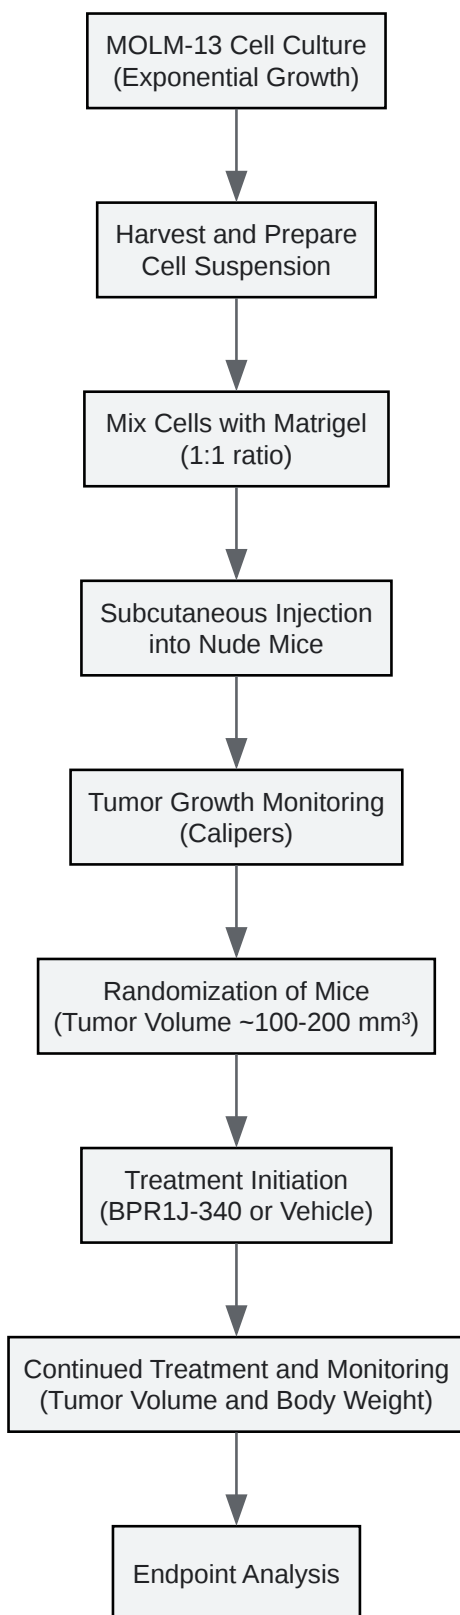 MOLM-13 Cell Culture
(Exponential Growth)
Harvest and Prepare
Cell Suspension
Mix Cells with Matrigel
(1:1 ratio)
Subcutaneous Injection
into Nude Mice
Tumor Growth Monitoring
(Calipers)
Randomization of Mice
(Tumor Volume ~100-200 mm³)
Treatment Initiation
(BPR1J-340 or Vehicle)
Continued Treatment and Monitoring
(Tumor Volume and Body Weight)
Endpoint Analysis